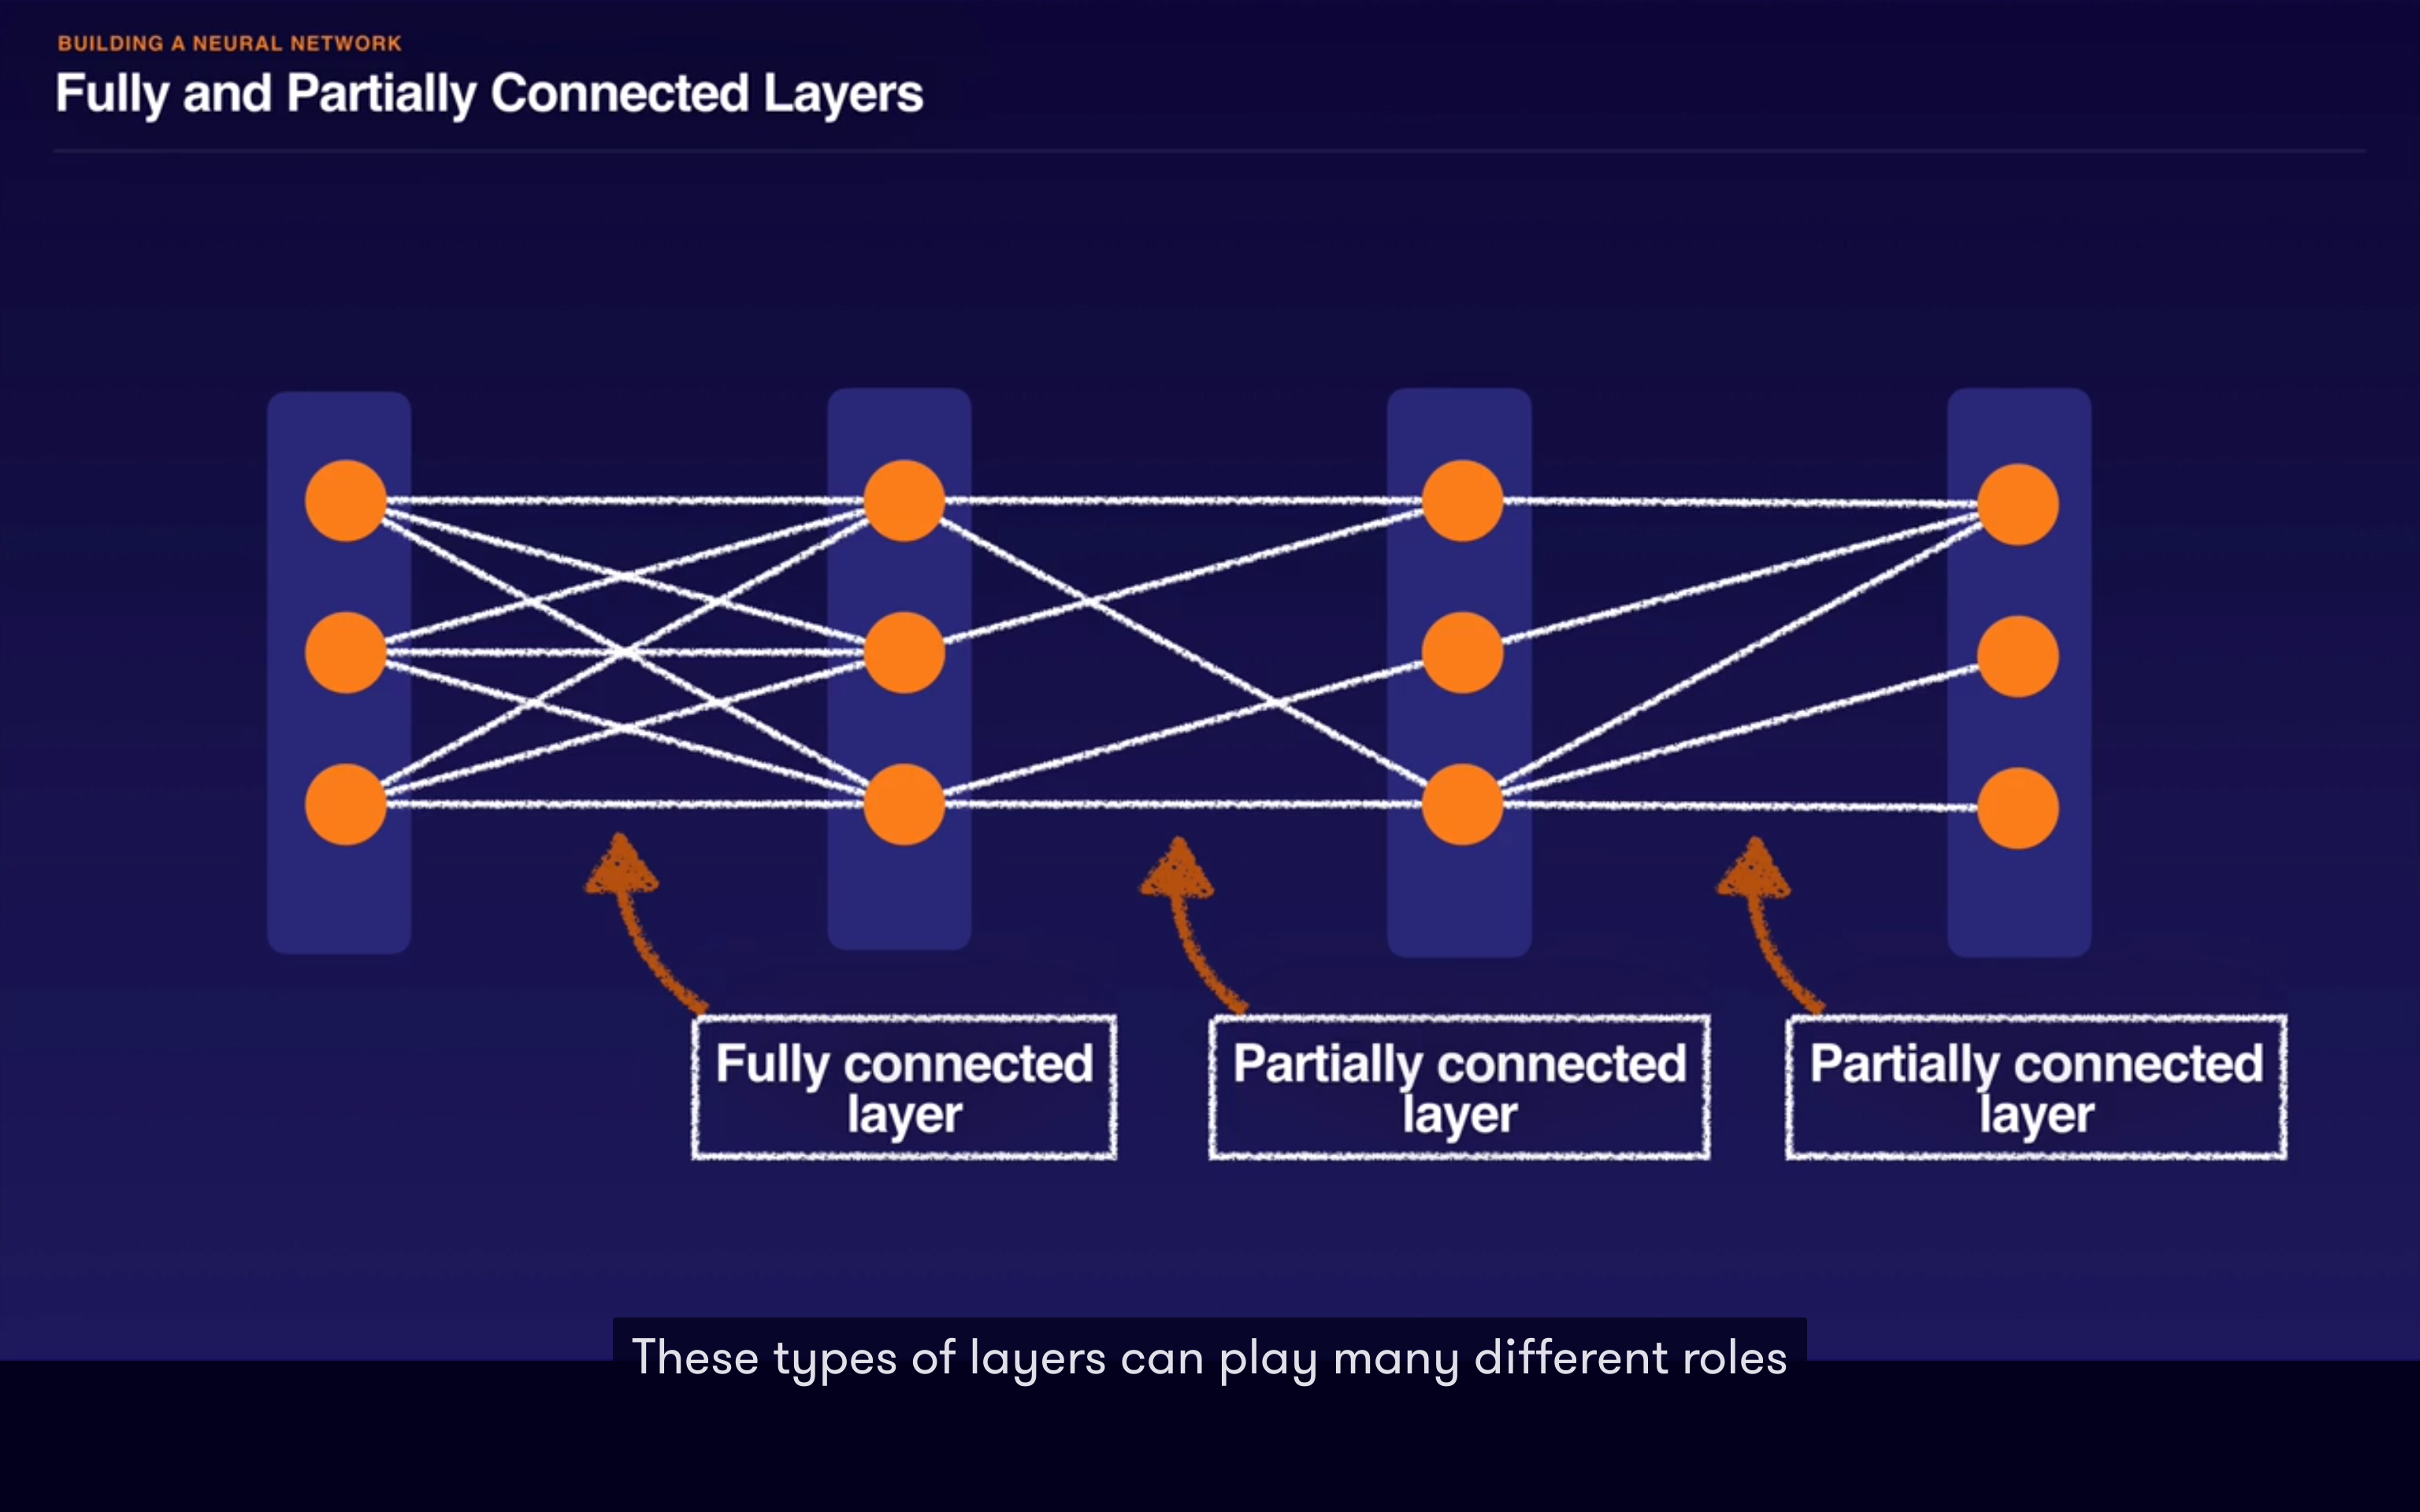 BUILDING A NEURAL NETWORK
Fully and Partially Connected Layers
Fully connected
layer
Partially connected
layer
Partially connected
layer
These types of layers can play many different roles